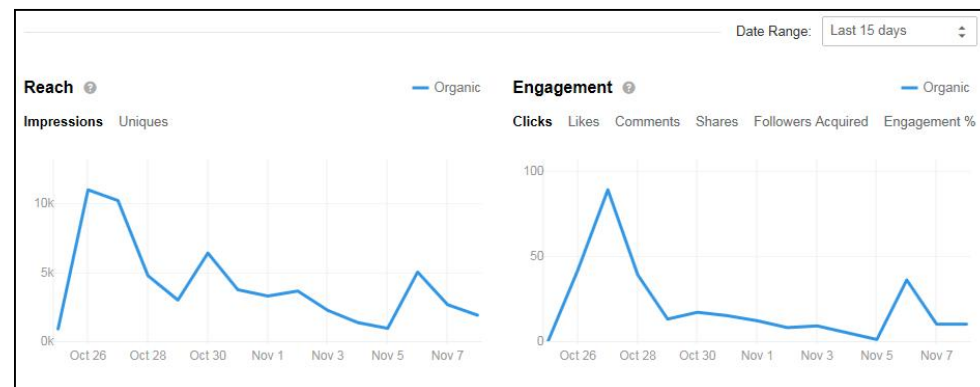 Date Range: Last 15 days
Reach ? Organic
Impressions Uniques
10k
5k
0k
Oct 26 Oct 28 Oct 30 Nov 1 Nov 3 Nov 5 Nov 7
Engagement ? Organic
Clicks Likes Comments Shares Followers Acquired Engagement %
100
50
0
Oct 26 Oct 28 Oct 30 Nov 1 Nov 3 Nov 5 Nov 7